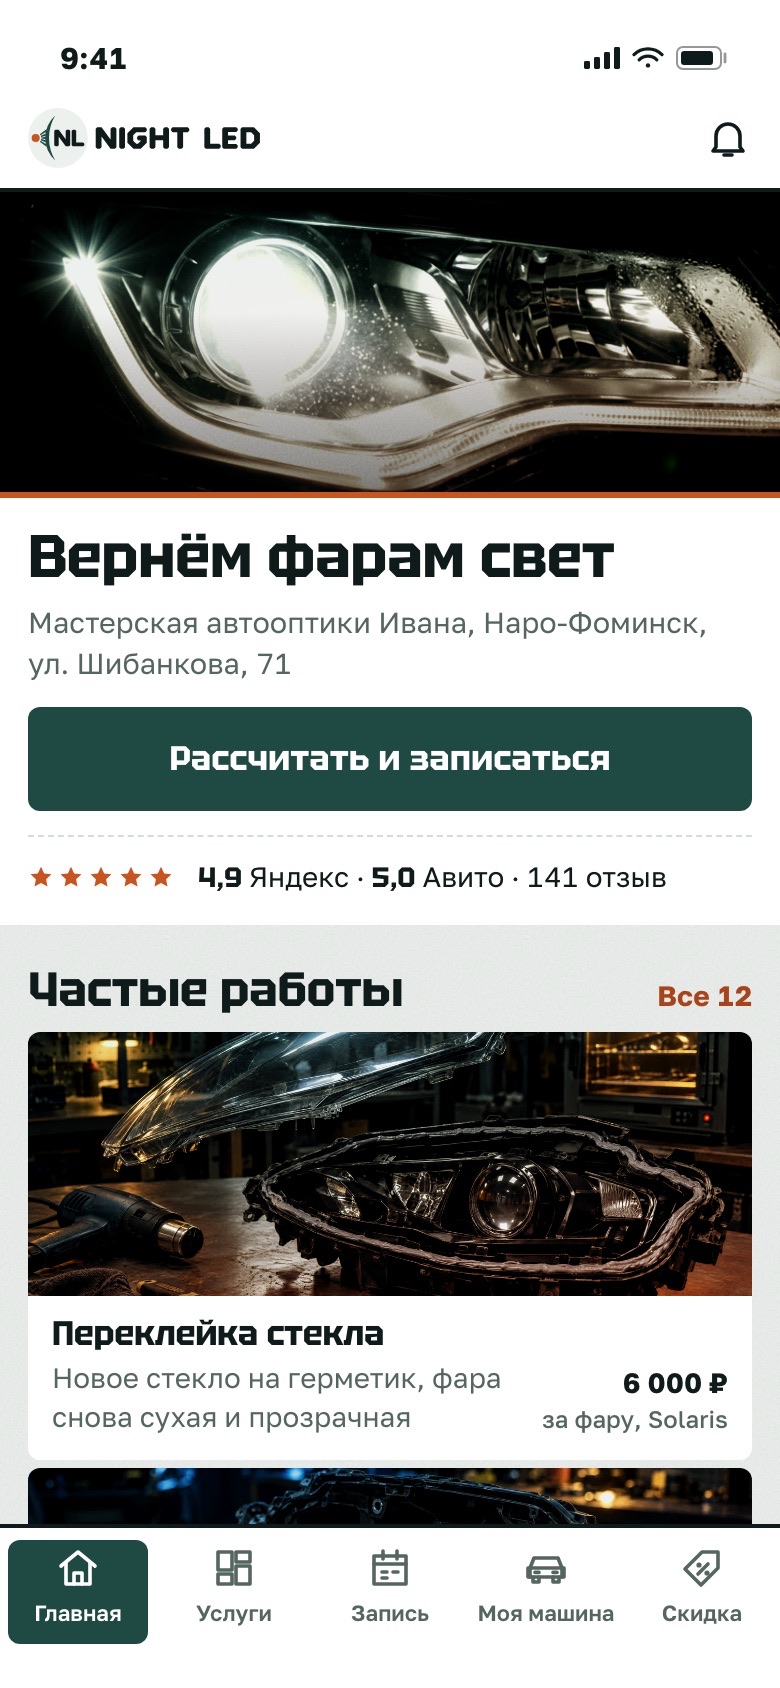 9:41
NL NIGHT LED
Вернём фарам свет
Мастерская автооптики Ивана, Наро-Фоминск,
ул. Шибанкова, 71
Рассчитать и записаться
4,9 Яндекс · 5,0 Авито · 141 отзыв
Частые работы
Все 12
Переклейка стекла
Новое стекло на герметик, фара
снова сухая и прозрачная
6 000 ₽
за фару, Solaris
Главная
Услуги
Запись
Моя машина
Скидка